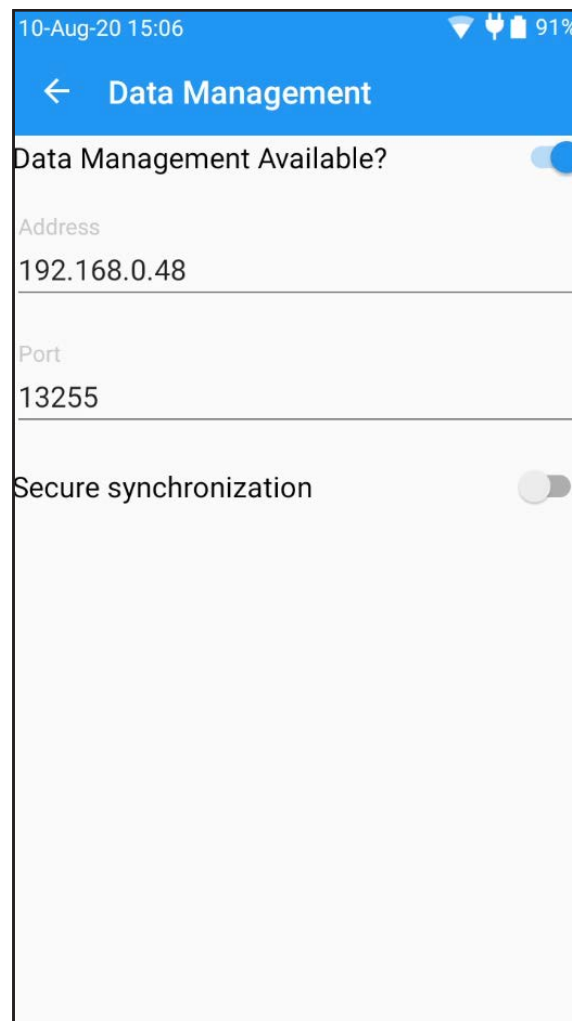 10-Aug-20 15:06 91%
Data Management
Data Management Available?
Address
192.168.0.48
Port
13255
Secure synchronization